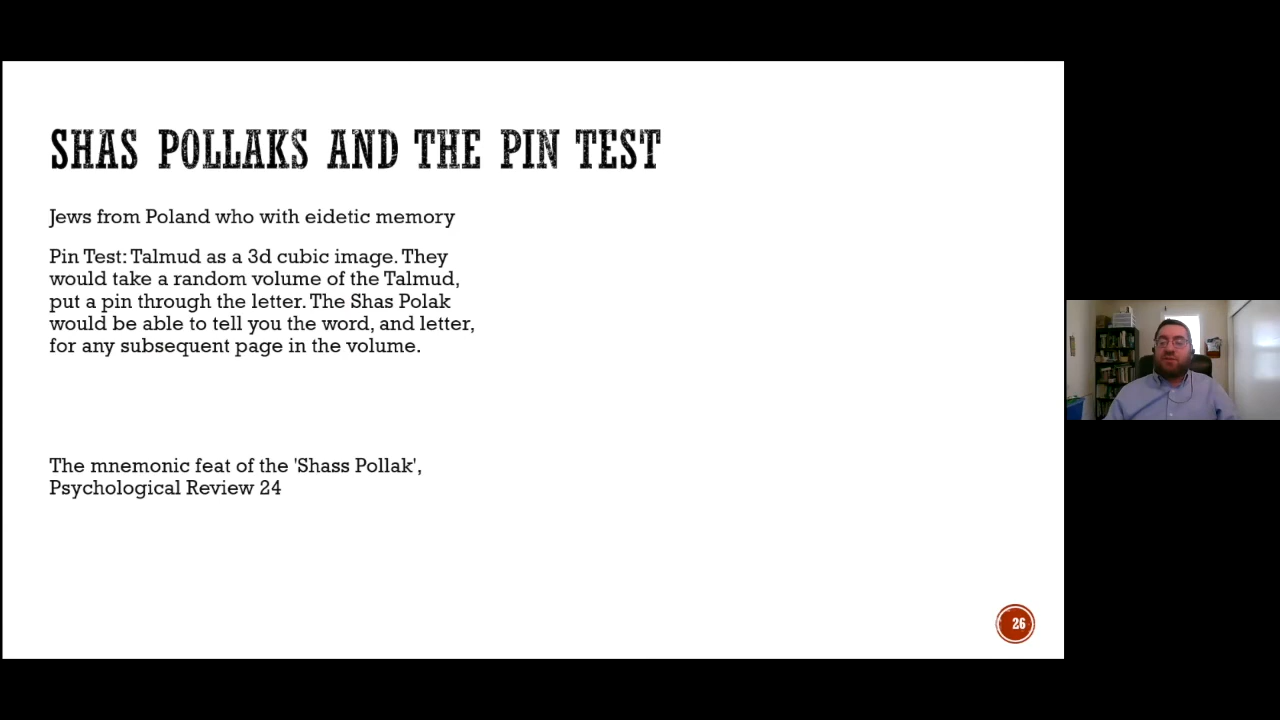 SHAS POLLAKS AND THE PIN TEST
Jews from Poland who with eidetic memory
Pin Test: Talmud as a 3d cubic image. They
would take a random volume of the Talmud,
put a pin through the letter. The Shas Polak
would be able to tell you the word, and letter,
for any subsequent page in the volume.
The mnemonic feat of the 'Shass Pollak',
Psychological Review 24
26